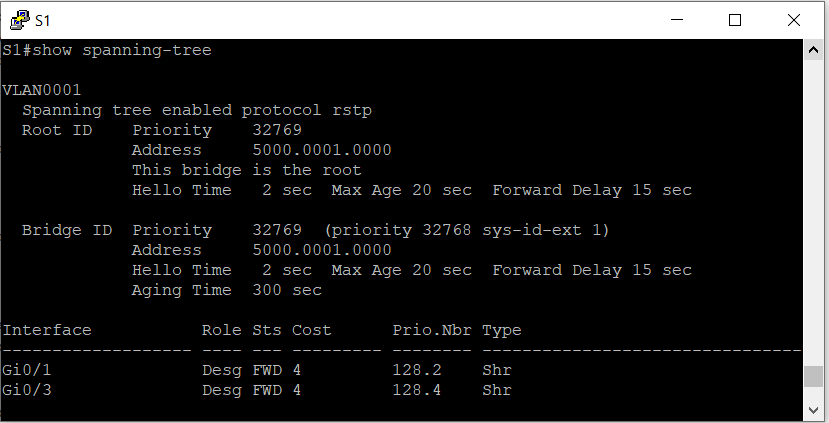 S1
S1#show spanning-tree
VLAN0001
  Spanning tree enabled protocol rstp
  Root ID    Priority    32769
             Address     5000.0001.0000
             This bridge is the root
             Hello Time   2 sec  Max Age 20 sec  Forward Delay 15 sec
  Bridge ID  Priority    32769  (priority 32768 sys-id-ext 1)
             Address     5000.0001.0000
             Hello Time   2 sec  Max Age 20 sec  Forward Delay 15 sec
             Aging Time  300 sec
Interface           Role Sts Cost      Prio.Nbr Type
------------------- ---- --- --------- -------- --------------------------------
Gi0/1               Desg FWD 4         128.2    Shr
Gi0/3               Desg FWD 4         128.4    Shr